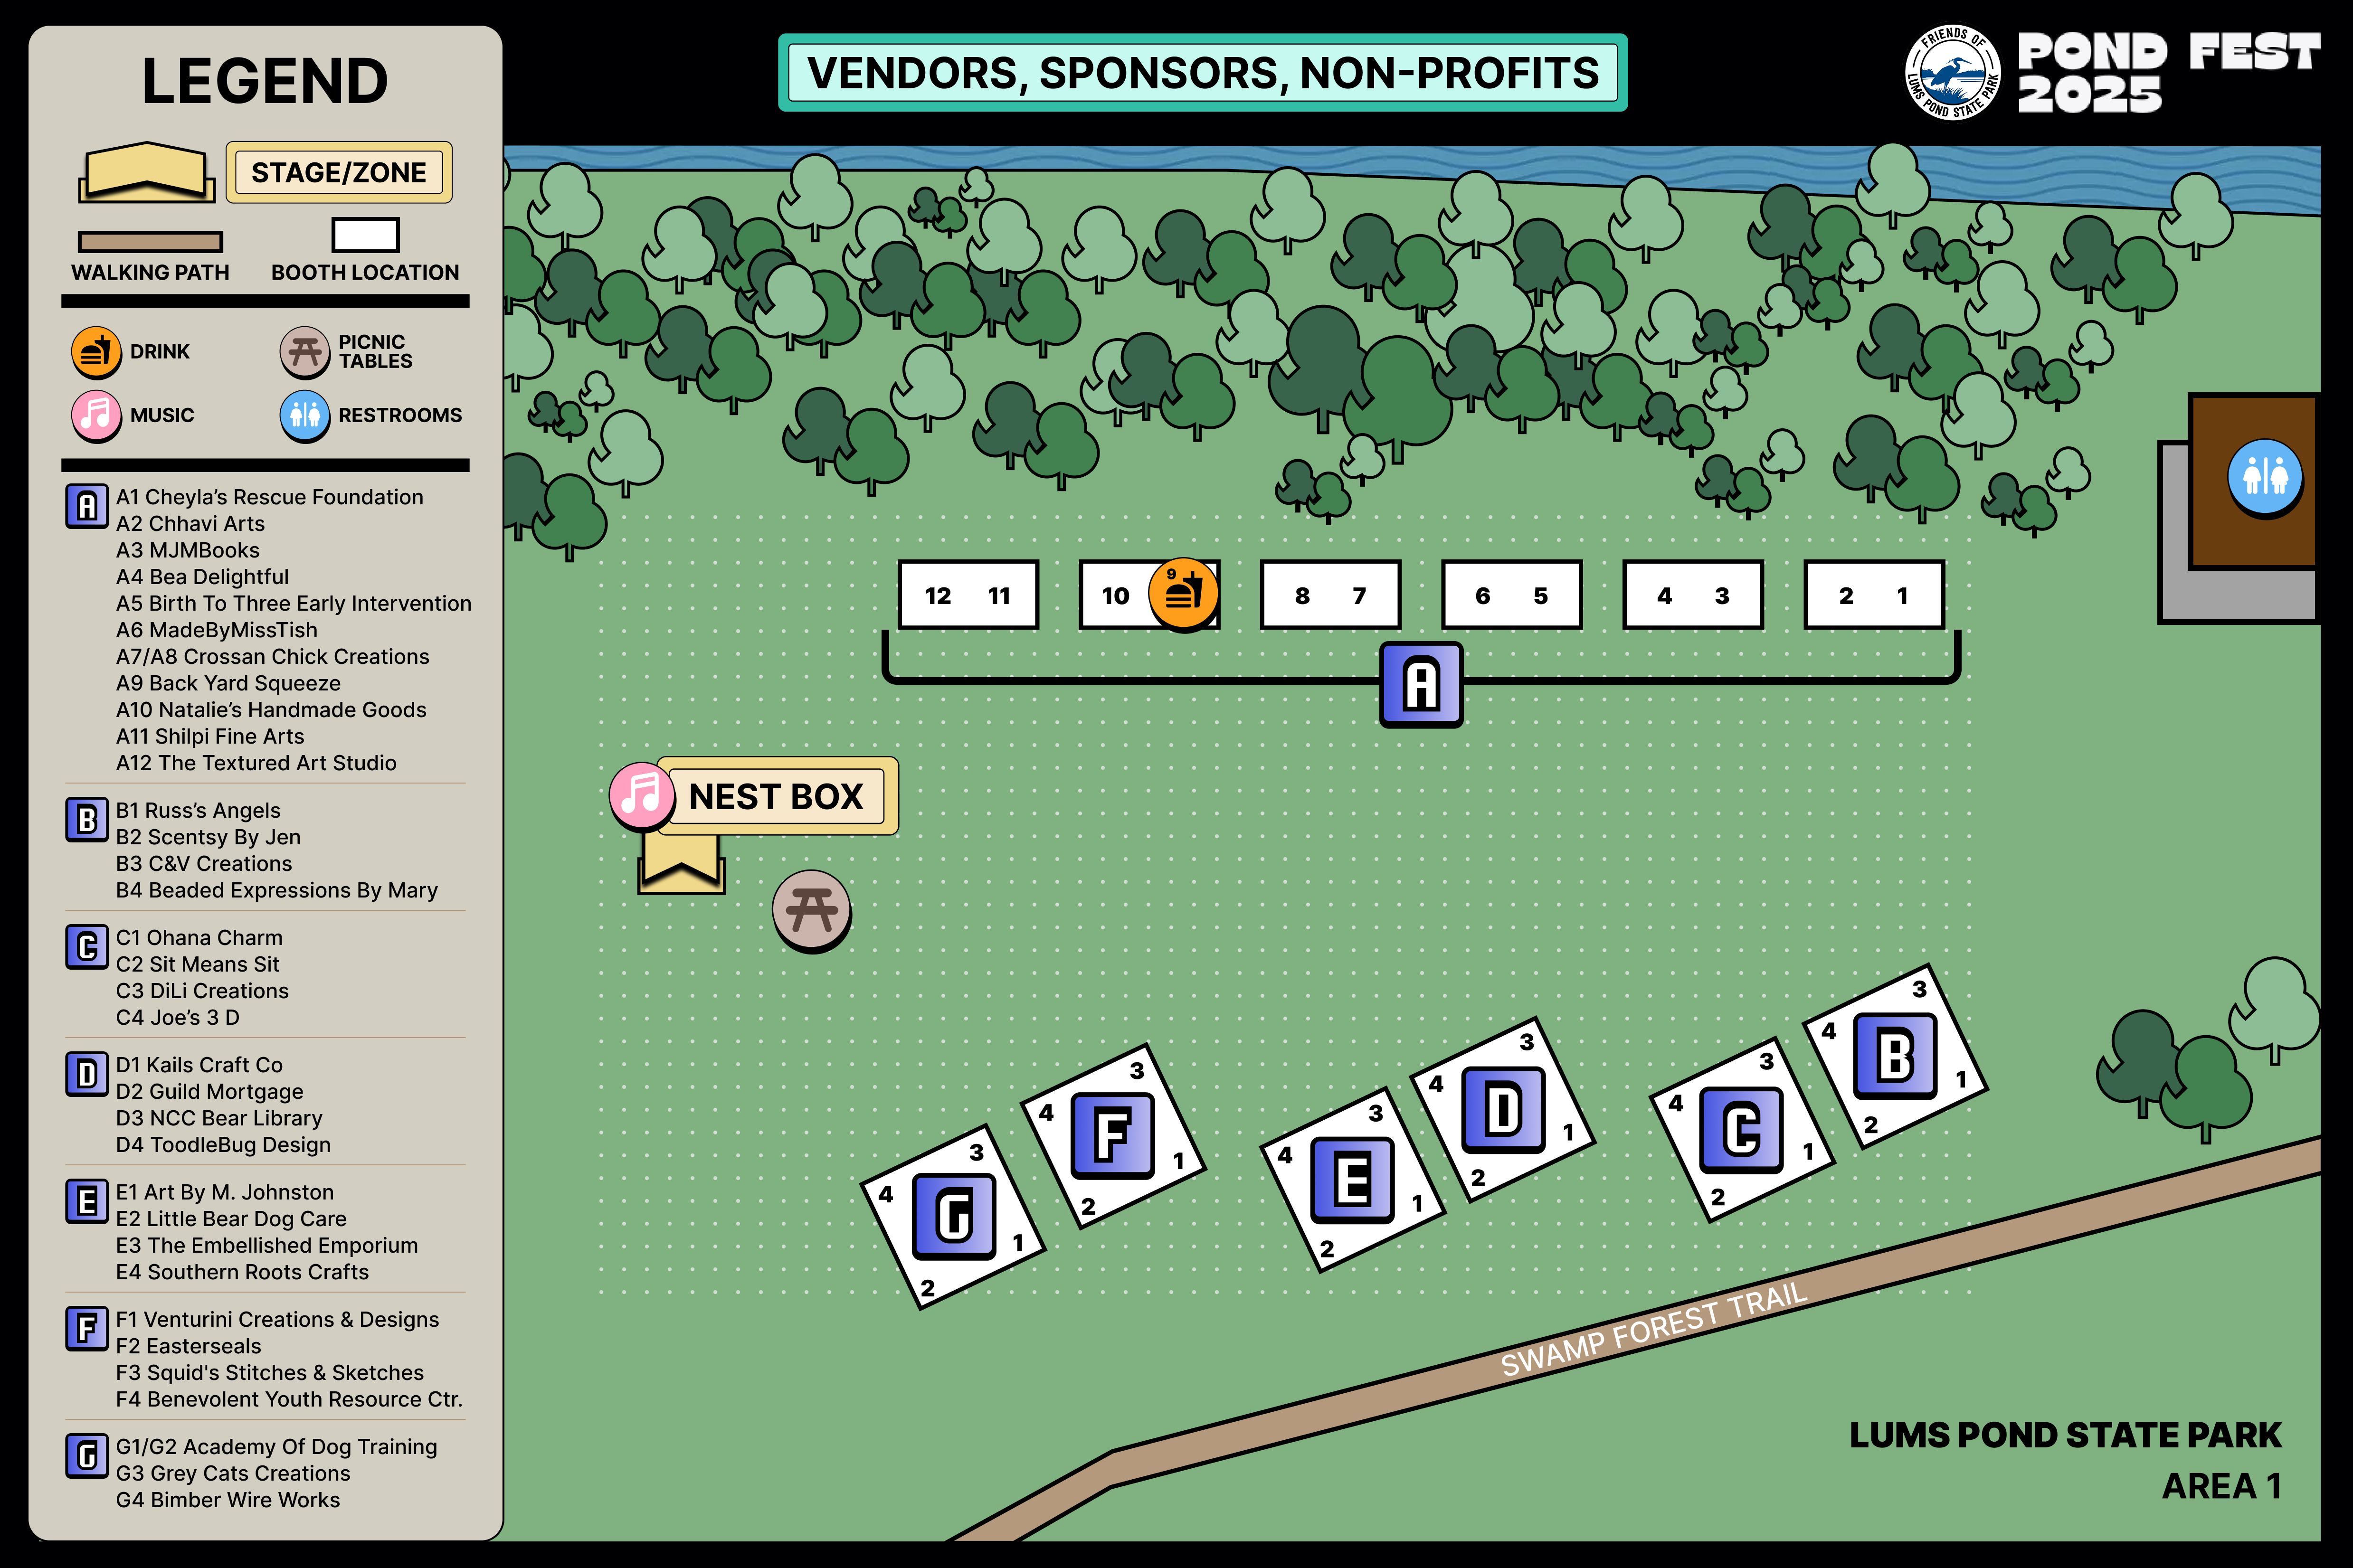 LEGEND
STAGE/ZONE
WALKING PATH
BOOTH LOCATION
DRINK
PICNIC
TABLES
MUSIC
RESTROOMS
A
A1 Cheyla’s Rescue Foundation
A2 Chhavi Arts
A3 MJMBooks
A4 Bea Delightful
A5 Birth To Three Early Intervention
A6 MadeByMissTish
A7/A8 Crossan Chick Creations
A9 Back Yard Squeeze
A10 Natalie’s Handmade Goods
A11 Shilpi Fine Arts
A12 The Textured Art Studio
B
B1 Russ’s Angels
B2 Scentsy By Jen
B3 C&V Creations
B4 Beaded Expressions By Mary
C
C1 Ohana Charm
C2 Sit Means Sit
C3 DiLi Creations
C4 Joe’s 3 D
D
D1 Kails Craft Co
D2 Guild Mortgage
D3 NCC Bear Library
D4 ToodleBug Design
E
E1 Art By M. Johnston
E2 Little Bear Dog Care
E3 The Embellished Emporium
E4 Southern Roots Crafts
F
F1 Venturini Creations & Designs
F2 Easterseals
F3 Squid's Stitches & Sketches
F4 Benevolent Youth Resource Ctr.
G
G1/G2 Academy Of Dog Training
G3 Grey Cats Creations
G4 Bimber Wire Works
VENDORS, SPONSORS, NON-PROFITS
FRIENDS OF
LUMS POND STATE PARK
POND FEST
2025
12 11
10 9
8 7
6 5
4 3
2 1
A
NEST BOX
3
4
B
1
2
3
4
C
1
2
3
4
D
1
2
3
4
E
1
2
3
4
F
1
2
3
4
G
1
2
SWAMP FOREST TRAIL
LUMS POND STATE PARK
AREA 1